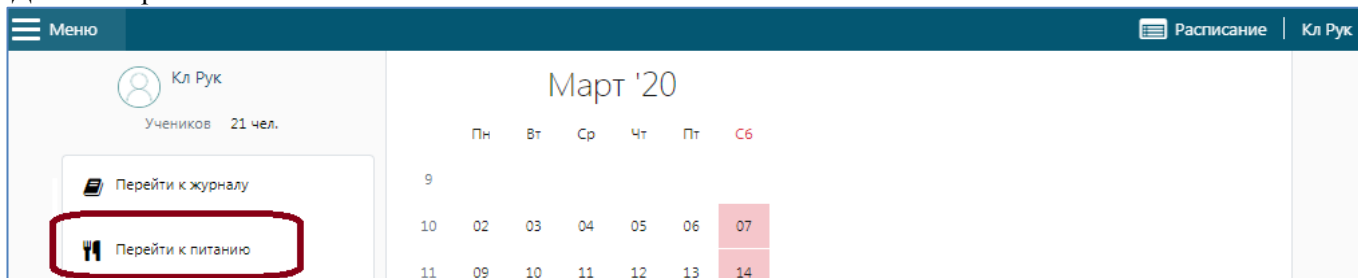 Меню Расписание Кл Рук
Кл Рук
Учеников 21 чел.
Перейти к журналу
Перейти к питанию
Март '20
Пн Вт Ср Чт Пт Сб
9
10 02 03 04 05 06 07
11 09 10 11 12 13 14